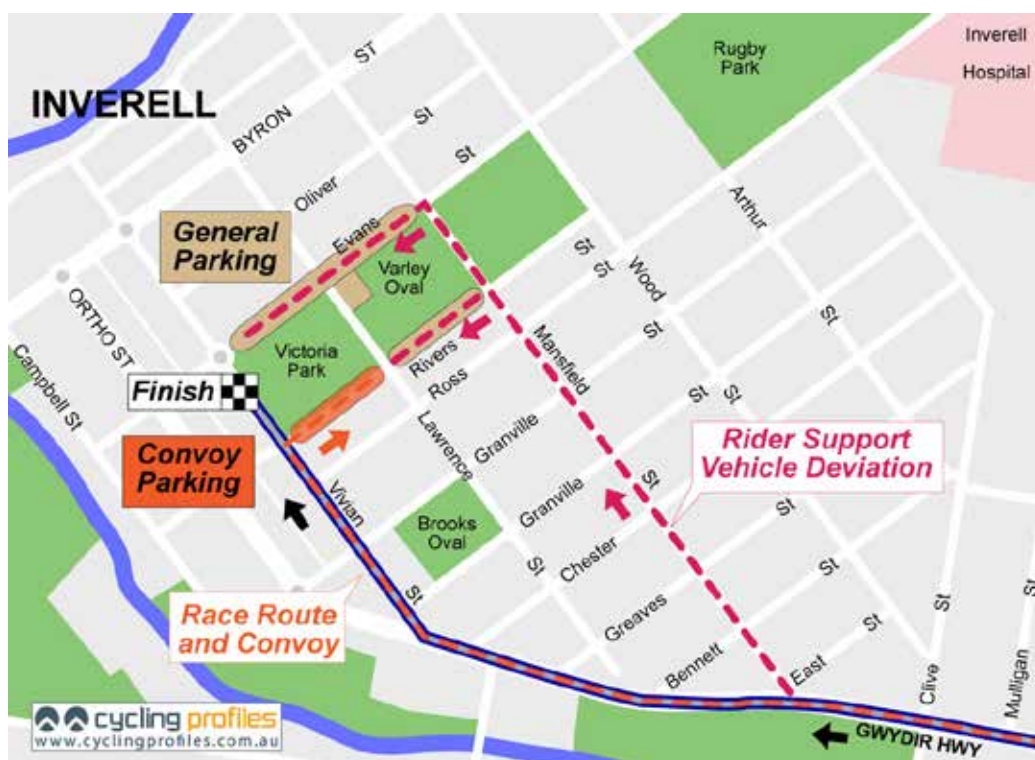 INVERELL
Inverell
Hospital
Rugby
Park
BYRON
ST
Oliver
St
Evans
St
General
Parking
Varley
Oval
Victoria
Park
ORTHO ST
Campbell St
Finish
Convoy
Parking
Rivers
St
Ross
St
Lawrence
St
Granville
St
Granville
St
Mansfield
St
Wood
St
Arthur
St
Vivian
St
Brooks
Oval
Chester
St
Greaves
St
Bennett
St
East
St
Clive
St
Mulligan
St
Rider Support
Vehicle Deviation
Race Route
and Convoy
GWYDIR HWY
cycling profiles
www.cyclingprofiles.com.au